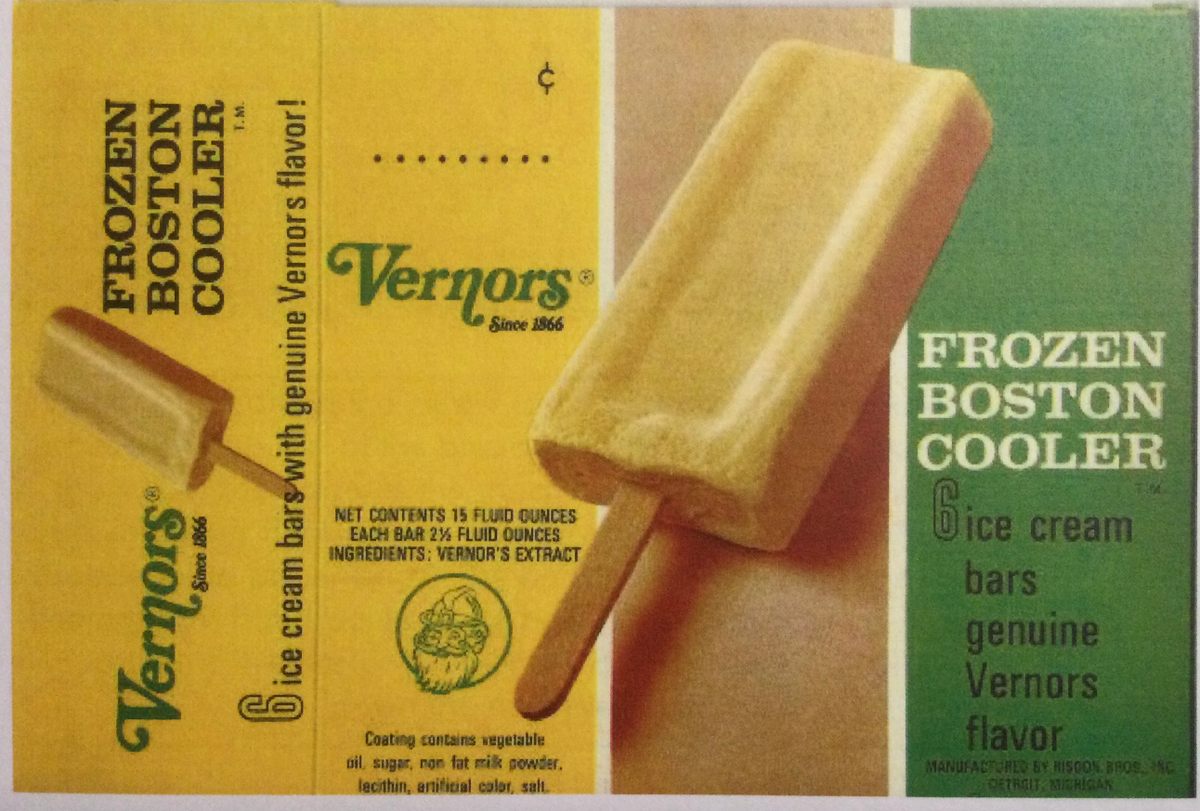 FROZEN
BOSTON
COOLER
T.M.
6 ice cream bars with genuine Vernors flavor!
Vernors®
Since 1866
¢
.........
Vernors®
Since 1866
NET CONTENTS 15 FLUID OUNCES
EACH BAR 2½ FLUID OUNCES
INGREDIENTS: VERNOR'S EXTRACT
Coating contains vegetable
oil, sugar, non fat milk powder,
lecithin, artificial color, salt.
FROZEN
BOSTON
COOLER
T.M.
6 ice cream
bars
genuine
Vernors
flavor
MANUFACTURED BY RISDON BROS., INC.
DETROIT, MICHIGAN